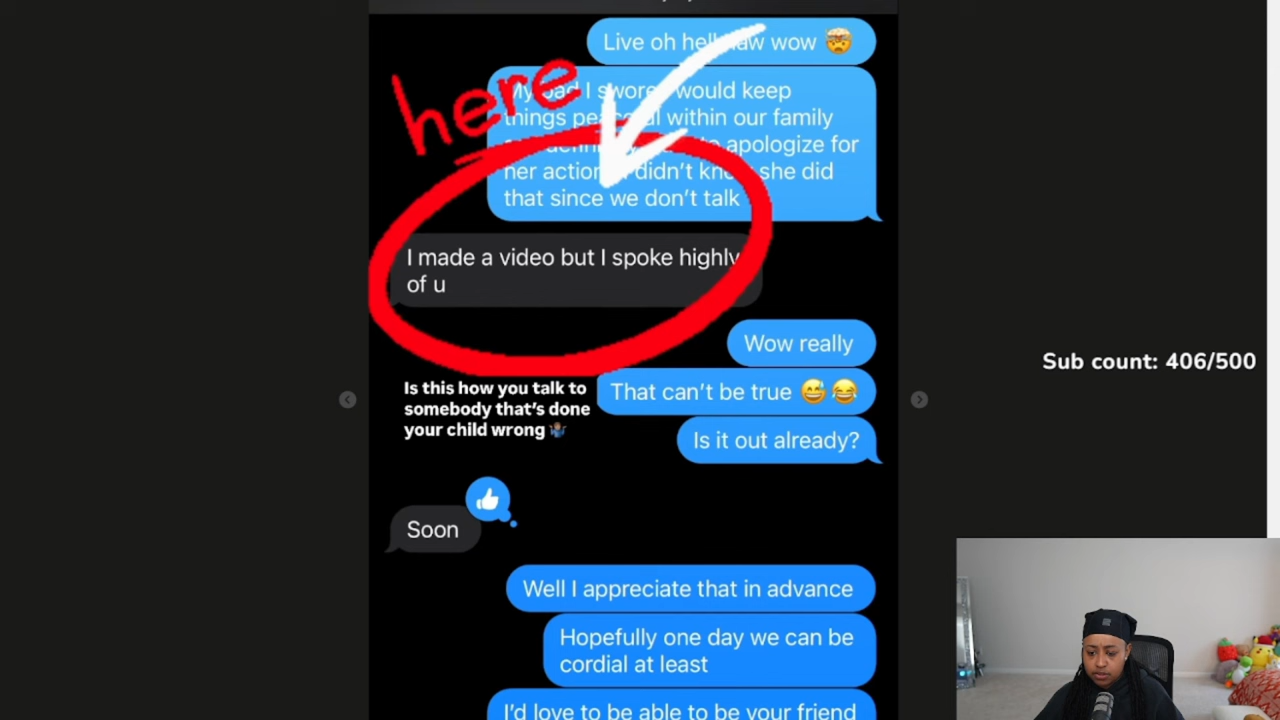 Live oh hell naw wow 🤯
here
My bad I swore I would keep
things peaceful within our family
to apologize for
her actions I didn't know she did
that since we don't talk
I made a video but I spoke highly
of u
Wow really
Is this how you talk to
somebody that's done
your child wrong 🤷🏽‍♂️
That can't be true 😅😂
Is it out already?
Sub count: 406/500
Soon
Well I appreciate that in advance
Hopefully one day we can be
cordial at least
I'd love to be able to be your friend